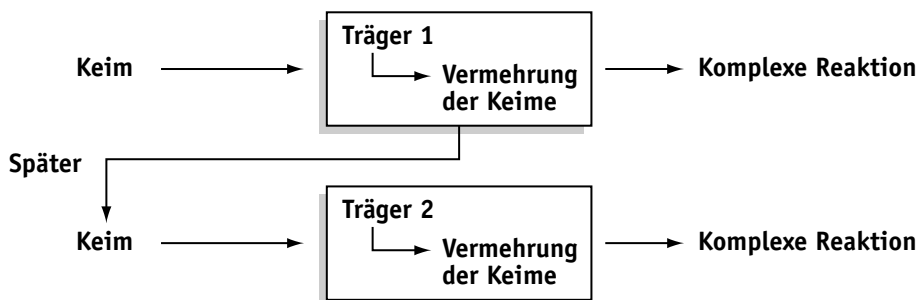 Träger 1
Keim
Vermehrung
der Keime
Komplexe Reaktion
Später
Träger 2
Keim
Vermehrung
der Keime
Komplexe Reaktion